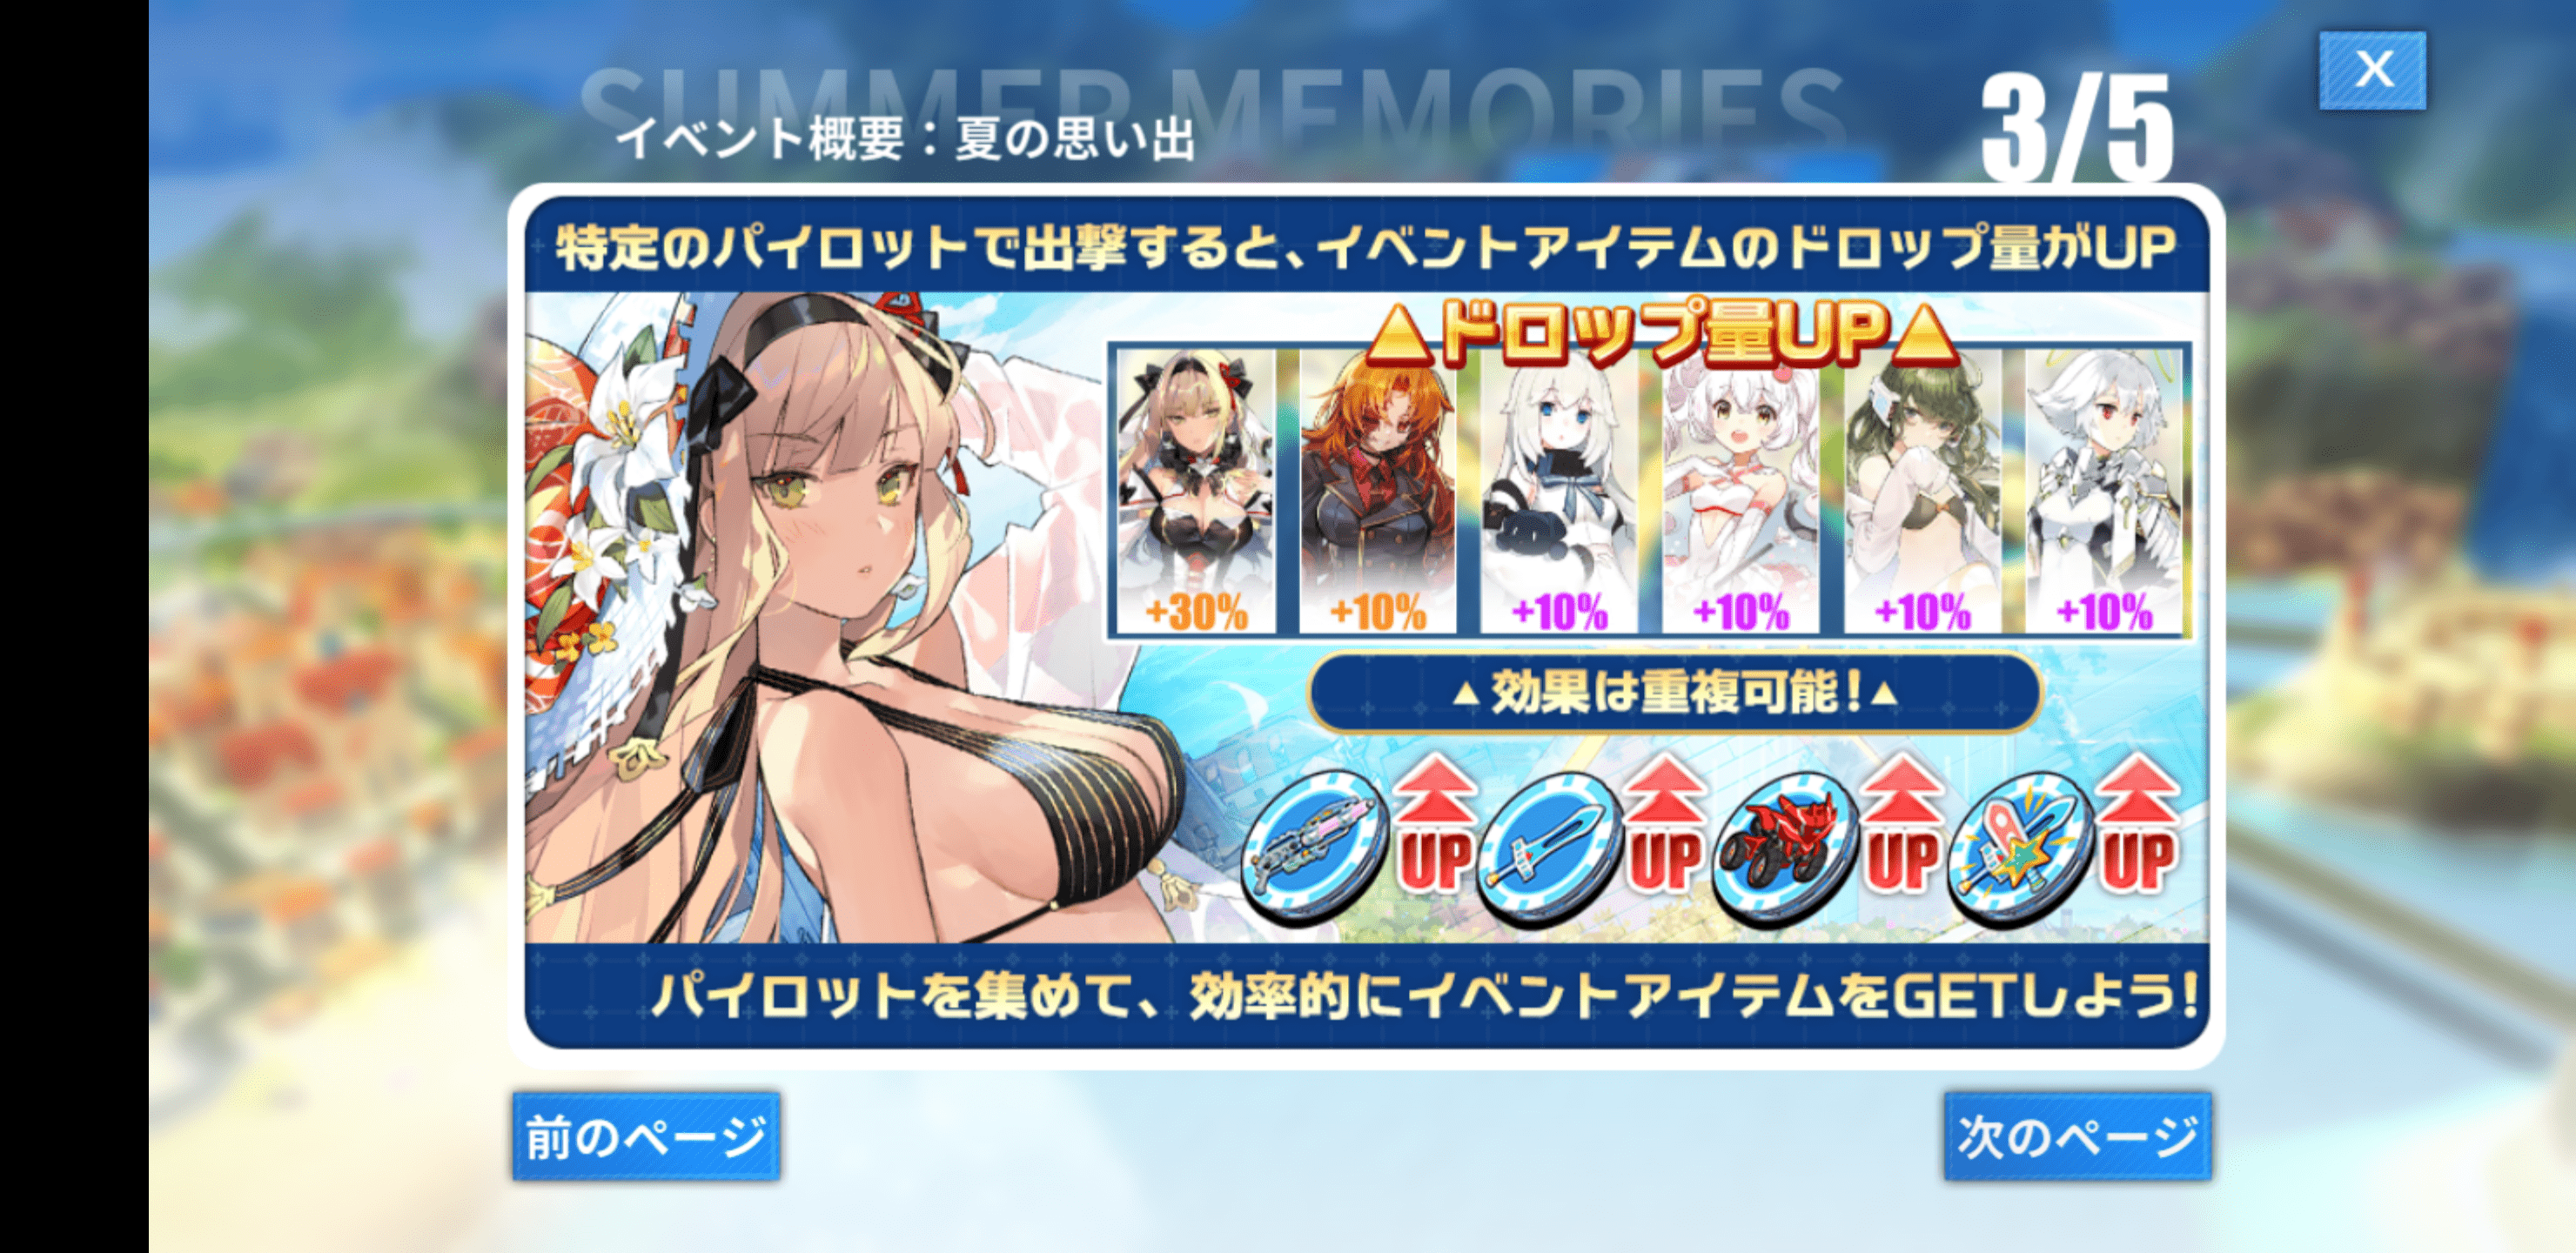 SUMMER MEMORIES
イベント概要：夏の思い出
3/5
X
特定のパイロットで出撃すると、イベントアイテムのドロップ量がUP
▲ドロップ量UP▲
+30% +10% +10% +10% +10% +10%
▲効果は重複可能!▲
UP UP UP UP
パイロットを集めて、効率的にイベントアイテムをGETしよう!
前のページ
次のページ